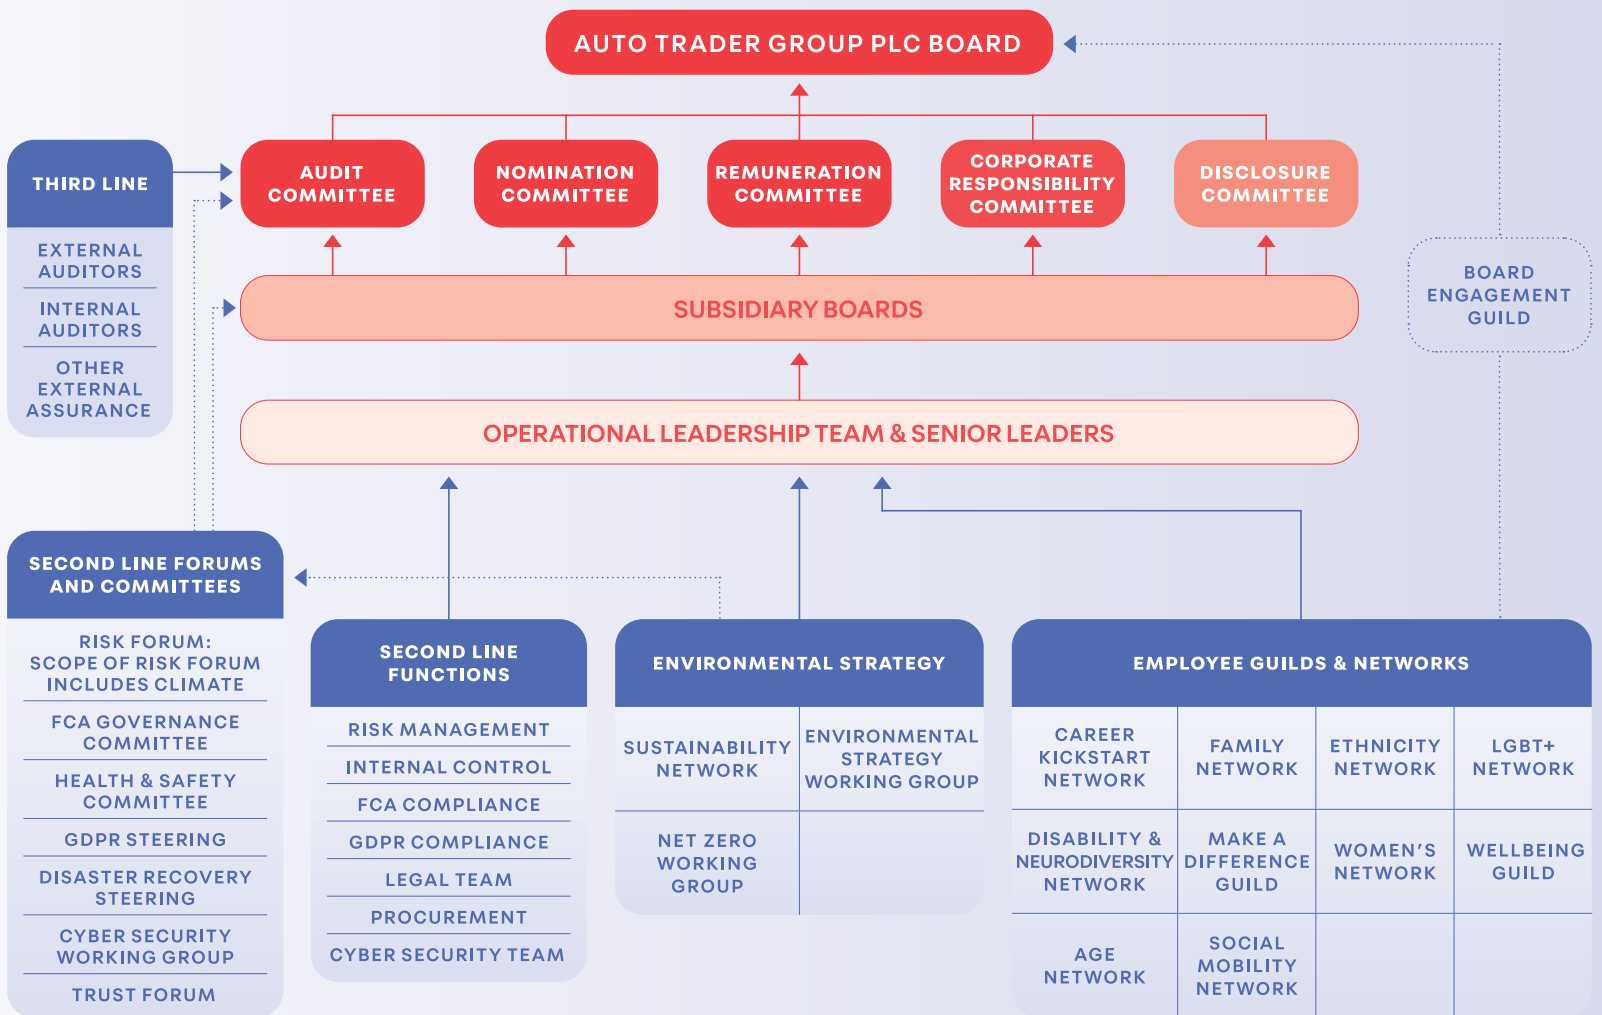 AUTO TRADER GROUP PLC BOARD
THIRD LINE
EXTERNAL
AUDITORS
INTERNAL
AUDITORS
OTHER
EXTERNAL
ASSURANCE
AUDIT
COMMITTEE
NOMINATION
COMMITTEE
REMUNERATION
COMMITTEE
CORPORATE
RESPONSIBILITY
COMMITTEE
DISCLOSURE
COMMITTEE
BOARD
ENGAGEMENT
GUILD
SUBSIDIARY BOARDS
OPERATIONAL LEADERSHIP TEAM & SENIOR LEADERS
SECOND LINE FORUMS
AND COMMITTEES
RISK FORUM:
SCOPE OF RISK FORUM
INCLUDES CLIMATE
FCA GOVERNANCE
COMMITTEE
HEALTH & SAFETY
COMMITTEE
GDPR STEERING
DISASTER RECOVERY
STEERING
CYBER SECURITY
WORKING GROUP
TRUST FORUM
SECOND LINE
FUNCTIONS
RISK MANAGEMENT
INTERNAL CONTROL
FCA COMPLIANCE
GDPR COMPLIANCE
LEGAL TEAM
PROCUREMENT
CYBER SECURITY TEAM
ENVIRONMENTAL STRATEGY
SUSTAINABILITY
NETWORK
ENVIRONMENTAL
STRATEGY
WORKING GROUP
NET ZERO
WORKING
GROUP
EMPLOYEE GUILDS & NETWORKS
CAREER
KICKSTART
NETWORK
FAMILY
NETWORK
ETHNICITY
NETWORK
LGBT+
NETWORK
DISABILITY &
NEURODIVERSITY
NETWORK
MAKE A
DIFFERENCE
GUILD
WOMEN'S
NETWORK
WELLBEING
GUILD
AGE
NETWORK
SOCIAL
MOBILITY
NETWORK